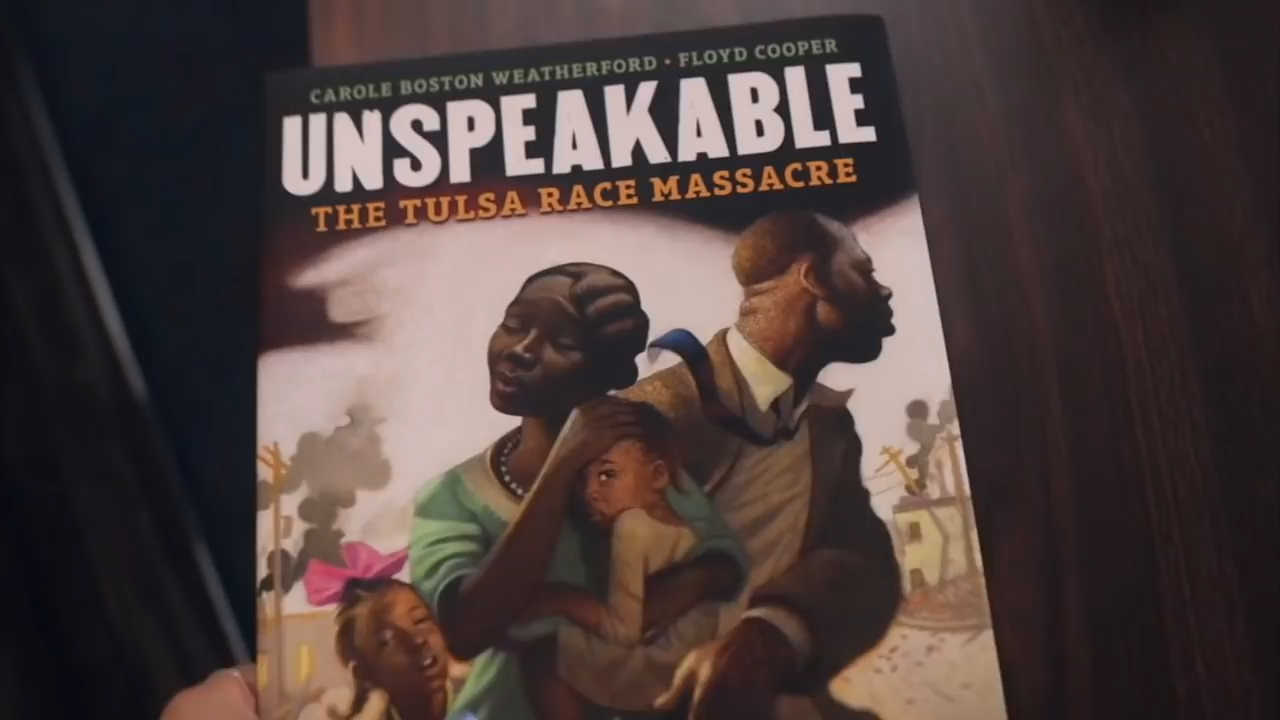 CAROLE BOSTON WEATHERFORD • FLOYD COOPER
UNSPEAKABLE
THE TULSA RACE MASSACRE